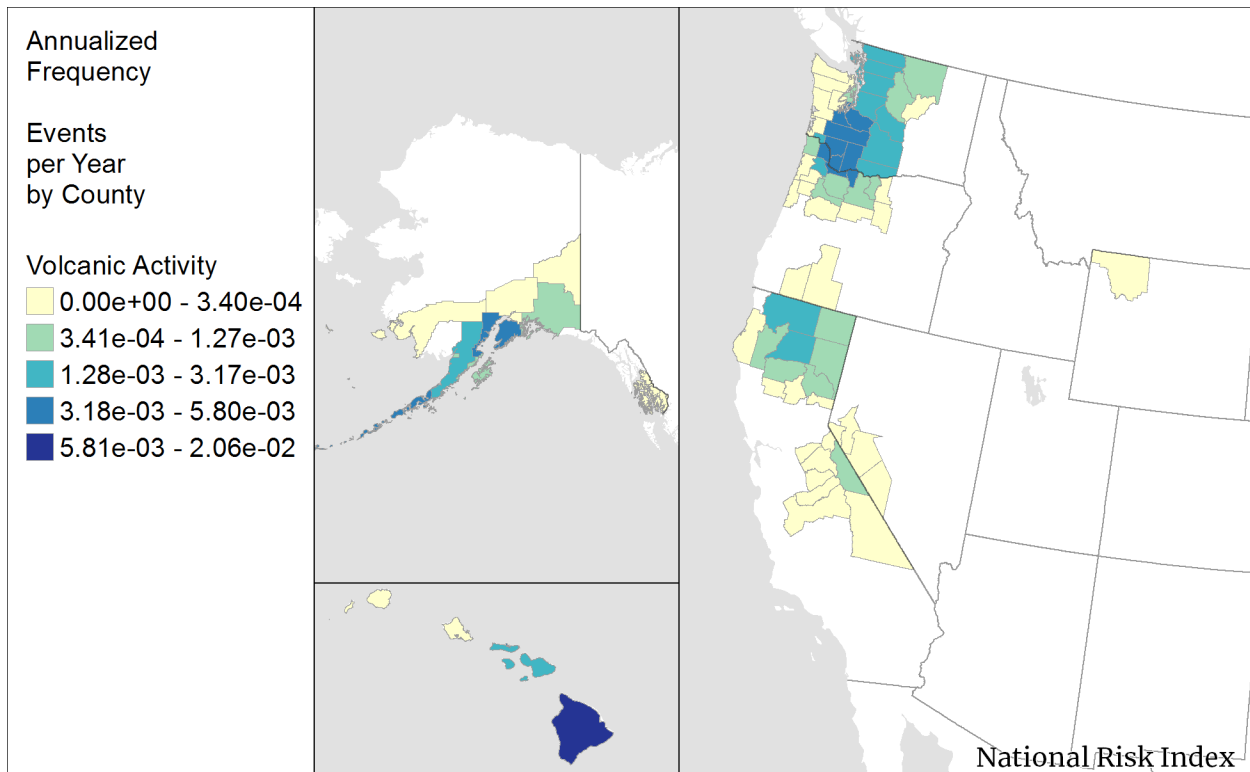 Annualized
Frequency
Events
per Year
by County
Volcanic Activity
0.00e+00 - 3.40e-04
3.41e-04 - 1.27e-03
1.28e-03 - 3.17e-03
3.18e-03 - 5.80e-03
5.81e-03 - 2.06e-02
National Risk Index